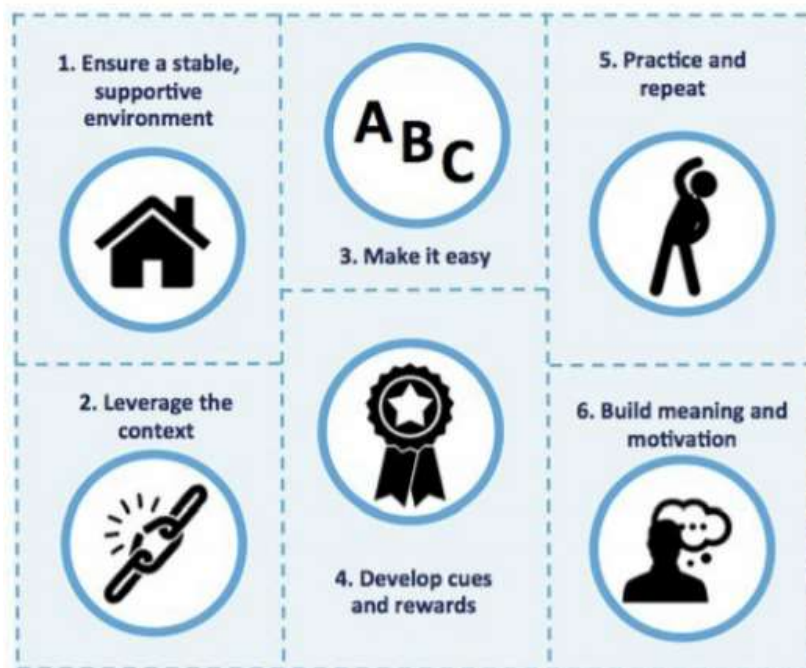 1. Ensure a stable,
supportive
environment
2. Leverage the
context
A B C
3. Make it easy
4. Develop cues
and rewards
5. Practice and
repeat
6. Build meaning and
motivation